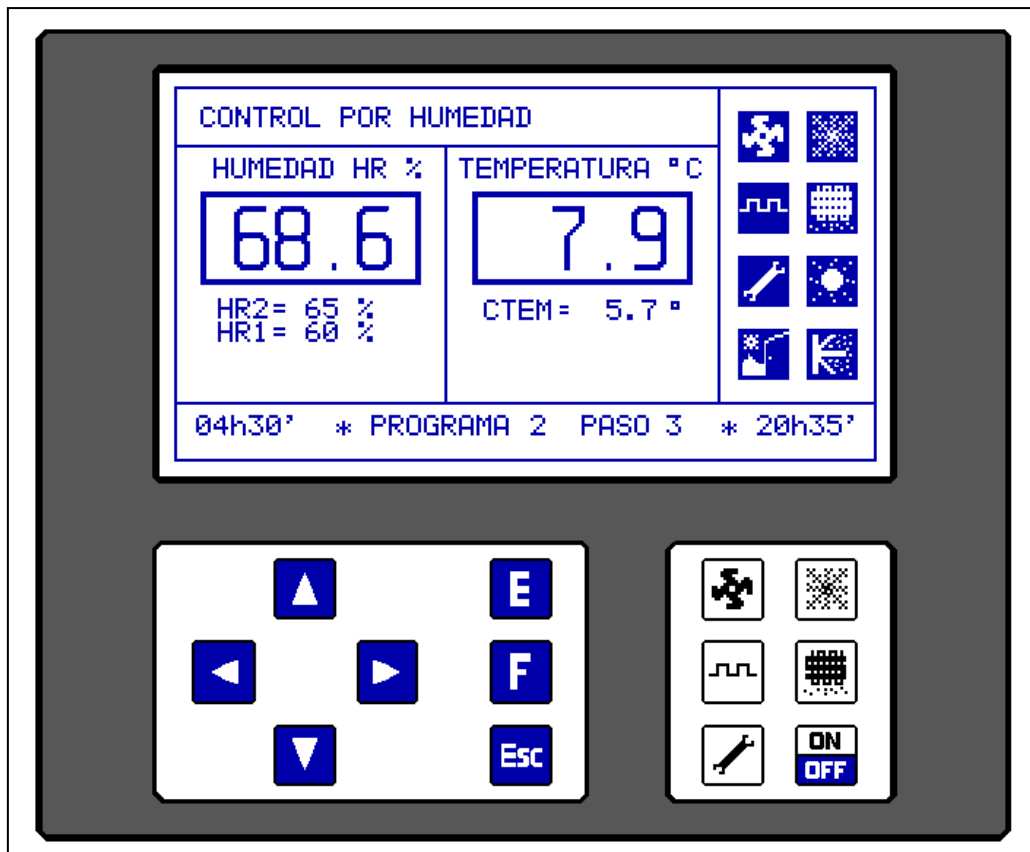 CONTROL POR HUMEDAD
HUMEDAD HR %
68.6
HR2= 65 %
HR1= 60 %
TEMPERATURA °C
7.9
CTEM= 5.7 °
04h30' * PROGRAMA 2 PASO 3 * 20h35'
E
F
Esc
ON
OFF